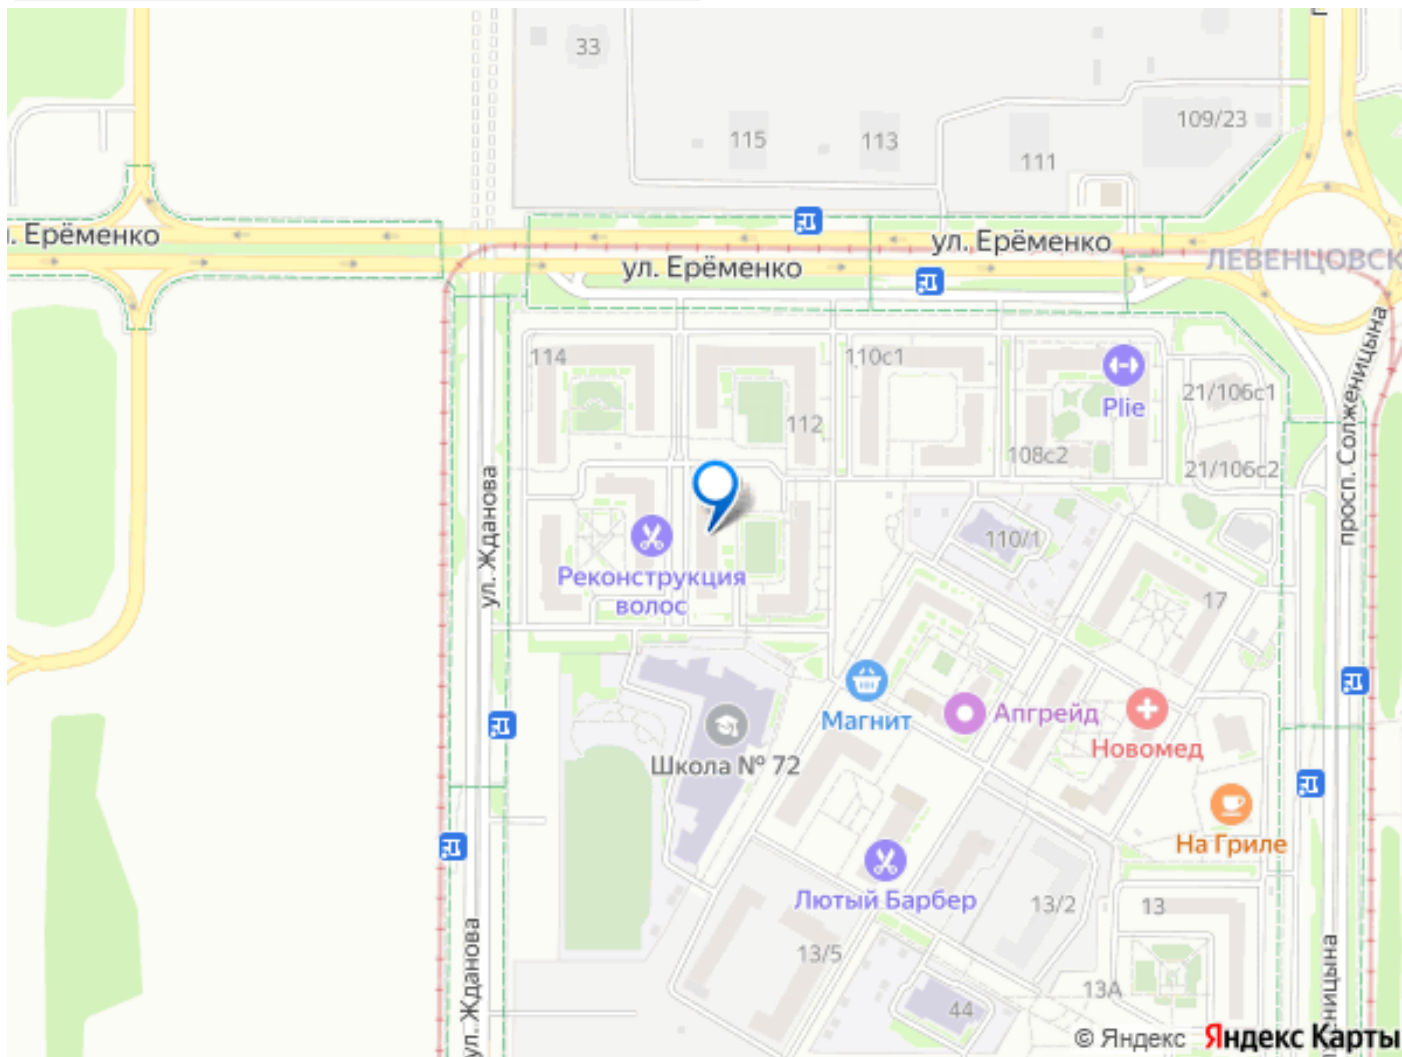 33
109/23
115
113
111
ул. Ерёменко
. Ерёменко
ул. Ерёменко
ЛЕВЕНЦОВСК
114
110с1
112
Plie
21/106с1
108с2
21/106с2
просп. Солженицына
ул. Жданова
110/1
Реконструкция
волос
17
Магнит
Апгрейд
Новомед
Школа № 72
На Гриле
Лютый Барбер
13/2
13
13/5
13А
44
ул. Жданова
ницына
© Яндекс Яндекс Карты